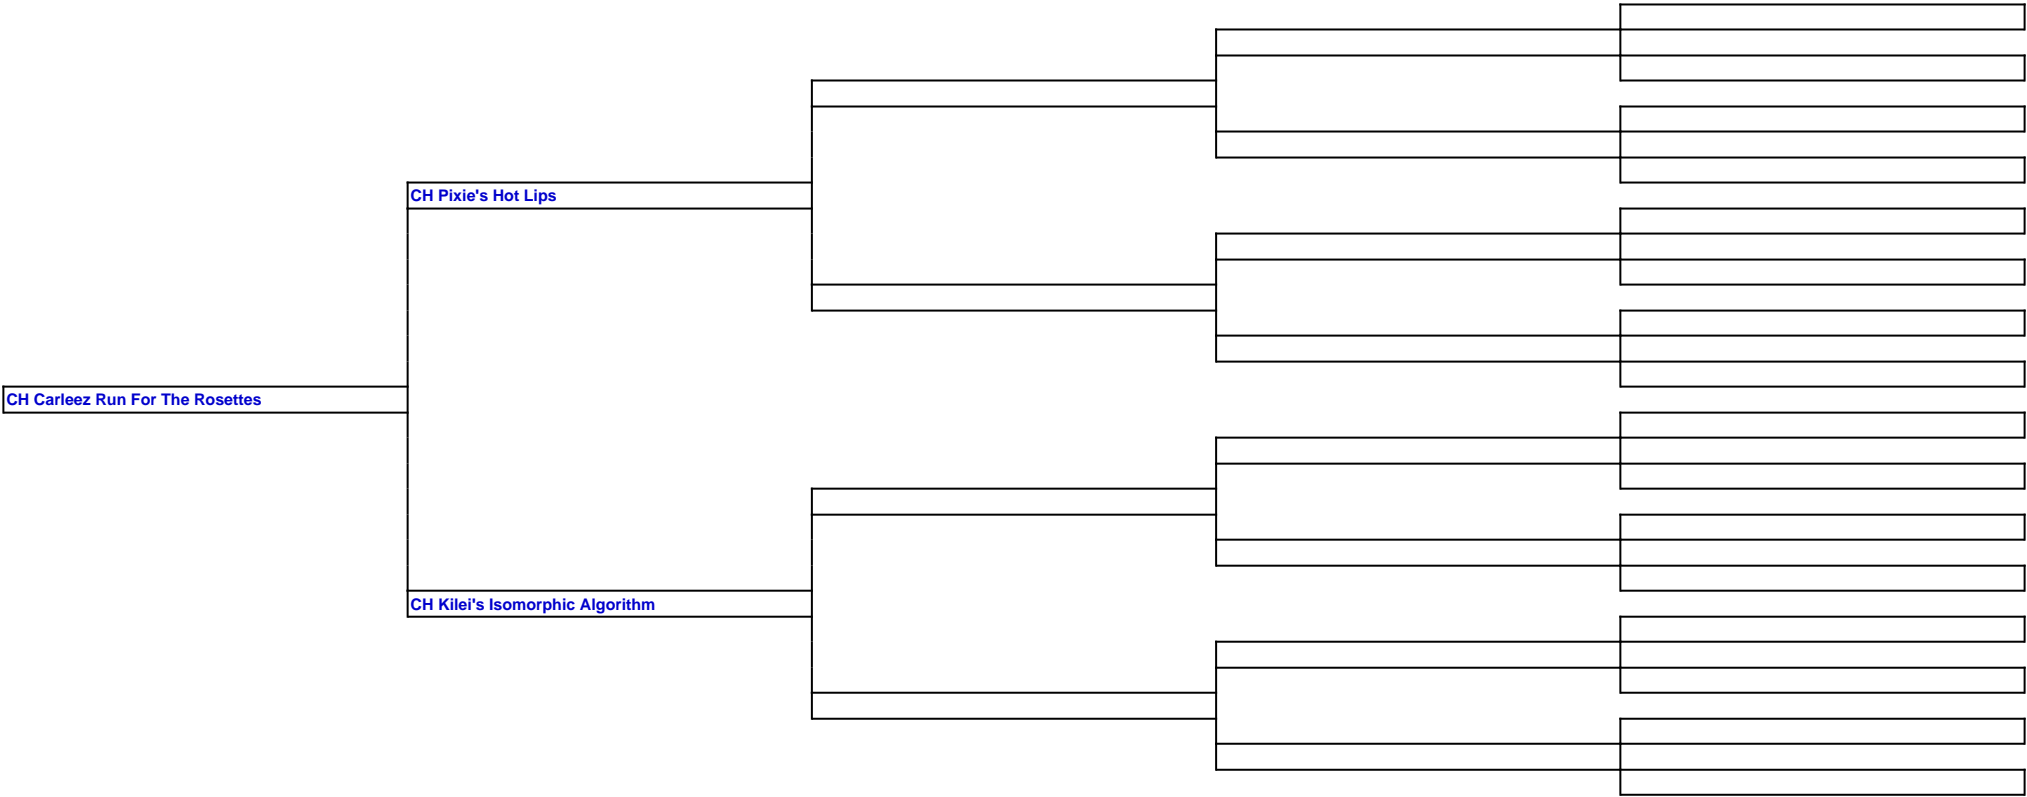 CH Pixie's Hot Lips
CH Carleez Run For The Rosettes
CH Kilei's Isomorphic Algorithm